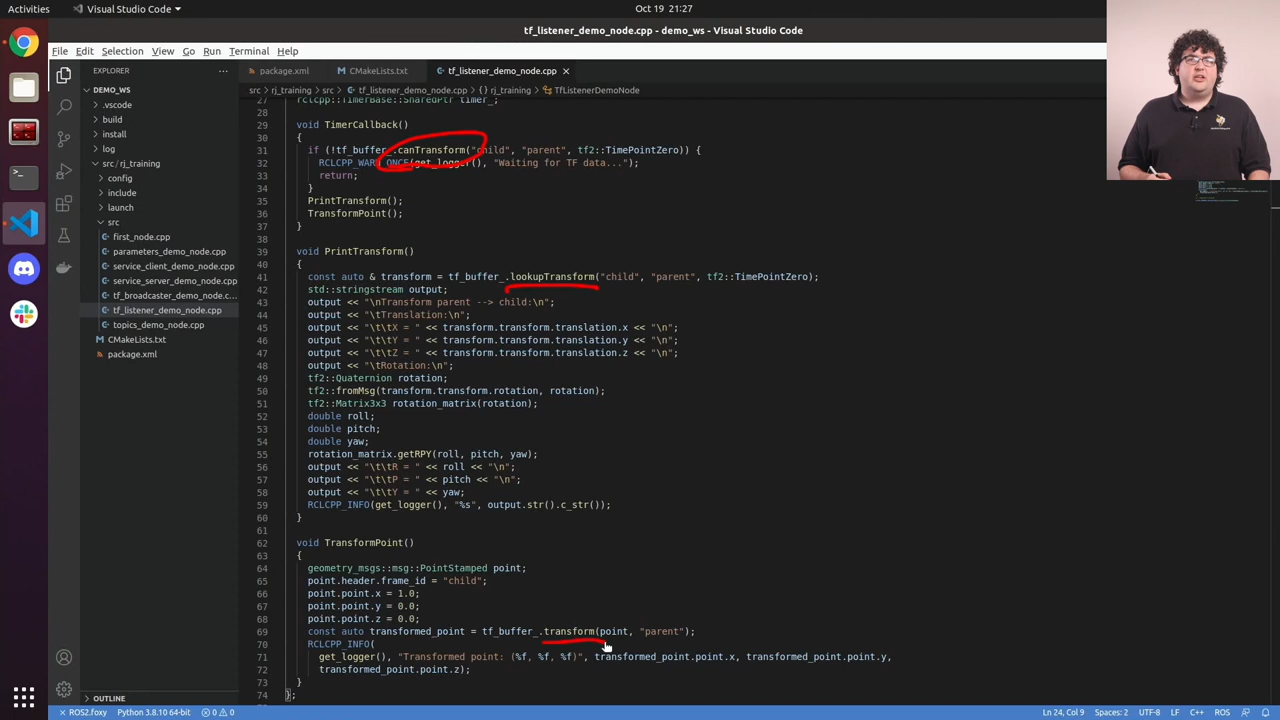 Activities
Visual Studio Code
Oct 19 21:27
tf_listener_demo_node.cpp - demo_ws - Visual Studio Code
File Edit Selection View Go Run Terminal Help
EXPLORER ...
package.xml
CMakeLists.txt
tf_listener_demo_node.cpp
DEMO_WS
src > rj_training > src > tf_listener_demo_node.cpp > {} rj_training > TfListenerDemoNode
.vscode
build
install
log
src/rj_training
config
include
launch
src
first_node.cpp
parameters_demo_node.cpp
service_client_demo_node.cpp
service_server_demo_node.cpp
tf_broadcaster_demo_node.c...
tf_listener_demo_node.cpp
topics_demo_node.cpp
CMakeLists.txt
package.xml
27 rclcpp::TimerBase::SharedPtr timer_;
28
29 void TimerCallback()
30 {
31 if (!tf_buffer_.canTransform("child", "parent", tf2::TimePointZero)) {
32 RCLCPP_WARN_ONCE(get_logger(), "Waiting for TF data...");
33 return;
34 }
35 PrintTransform();
36 TransformPoint();
37 }
38
39 void PrintTransform()
40 {
41 const auto & transform = tf_buffer_.lookupTransform("child", "parent", tf2::TimePointZero);
42 std::stringstream output;
43 output << "\nTransform parent --> child:\n";
44 output << "\tTranslation:\n";
45 output << "\t\tX = " << transform.transform.translation.x << "\n";
46 output << "\t\tY = " << transform.transform.translation.y << "\n";
47 output << "\t\tZ = " << transform.transform.translation.z << "\n";
48 output << "\tRotation:\n";
49 tf2::Quaternion rotation;
50 tf2::fromMsg(transform.transform.rotation, rotation);
51 tf2::Matrix3x3 rotation_matrix(rotation);
52 double roll;
53 double pitch;
54 double yaw;
55 rotation_matrix.getRPY(roll, pitch, yaw);
56 output << "\t\tR = " << roll << "\n";
57 output << "\t\tP = " << pitch << "\n";
58 output << "\t\tY = " << yaw;
59 RCLCPP_INFO(get_logger(), "%s", output.str().c_str());
60 }
61
62 void TransformPoint()
63 {
64 geometry_msgs::msg::PointStamped point;
65 point.header.frame_id = "child";
66 point.point.x = 1.0;
67 point.point.y = 0.0;
68 point.point.z = 0.0;
69 const auto transformed_point = tf_buffer_.transform(point, "parent");
70 RCLCPP_INFO(
71 get_logger(), "Transformed point: (%f, %f, %f)", transformed_point.point.x, transformed_point.point.y,
72 transformed_point.point.z);
73 }
74 };
OUTLINE
ROS2.foxy Python 3.8.10 64-bit 0 0 Ln 24, Col 9 Spaces: 2 UTF-8 LF C++ ROS